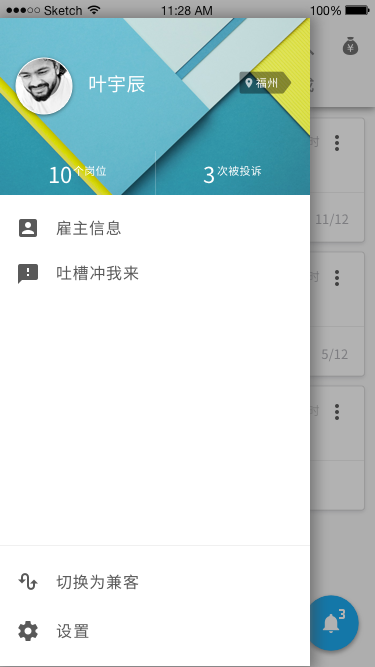 Sketch 11:28 AM 100%
叶宇辰
福州
10个岗位 3次被投诉
时
雇主信息
11/12
吐槽冲我来
时
5/12
时
切换为兼客
3
设置